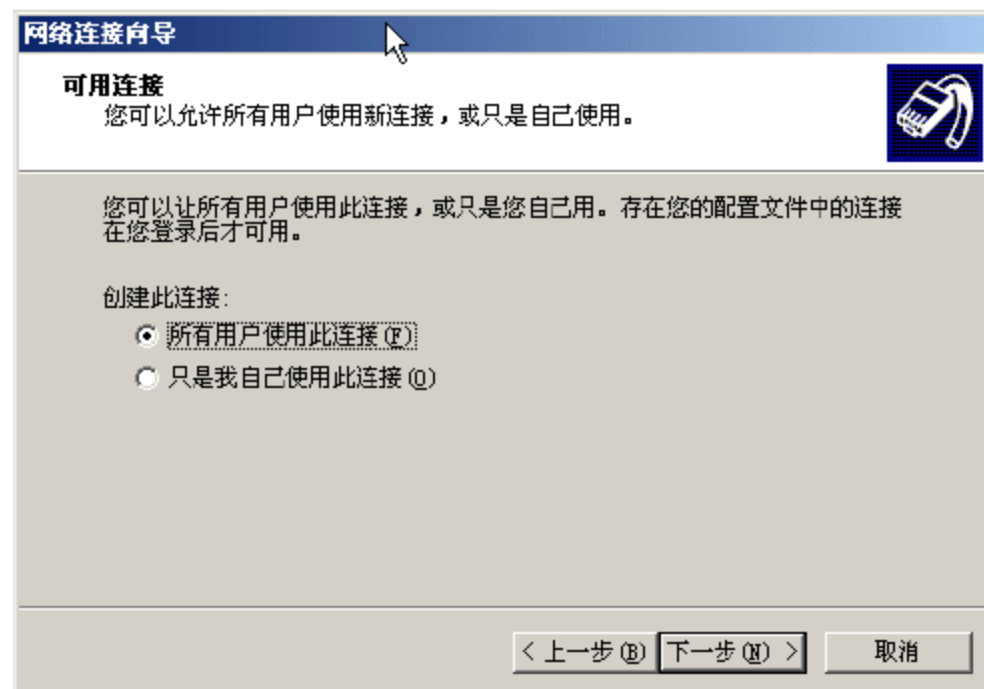 网络连接向导
可用连接
您可以允许所有用户使用新连接，或只是自己使用。
您可以让所有用户使用此连接，或只是您自己用。存在您的配置文件中的连接
在您登录后才可用。
创建此连接:
所有用户使用此连接(F)
只是我自己使用此连接(O)
< 上一步(B) 下一步(N) > 取消